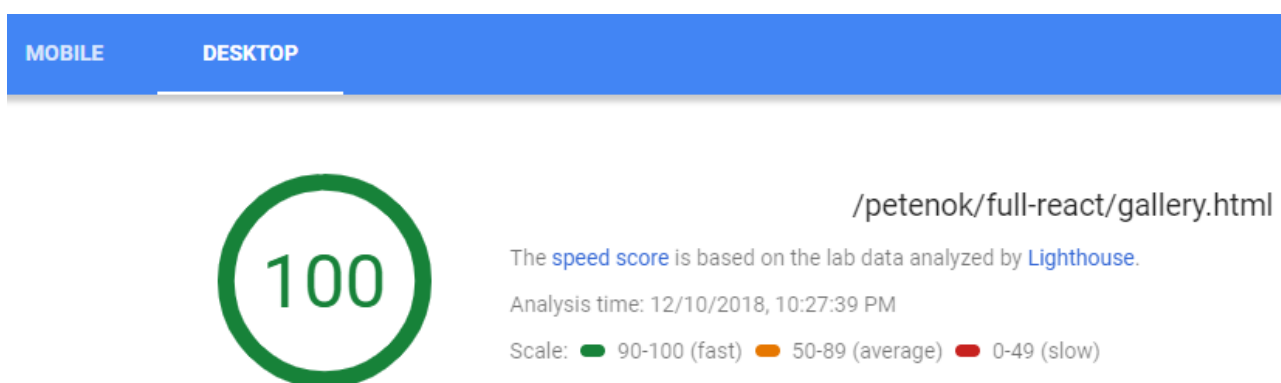 MOBILE DESKTOP
/petenok/full-react/gallery.html
100
The speed score is based on the lab data analyzed by Lighthouse.
Analysis time: 12/10/2018, 10:27:39 PM
Scale: 90-100 (fast) 50-89 (average) 0-49 (slow)